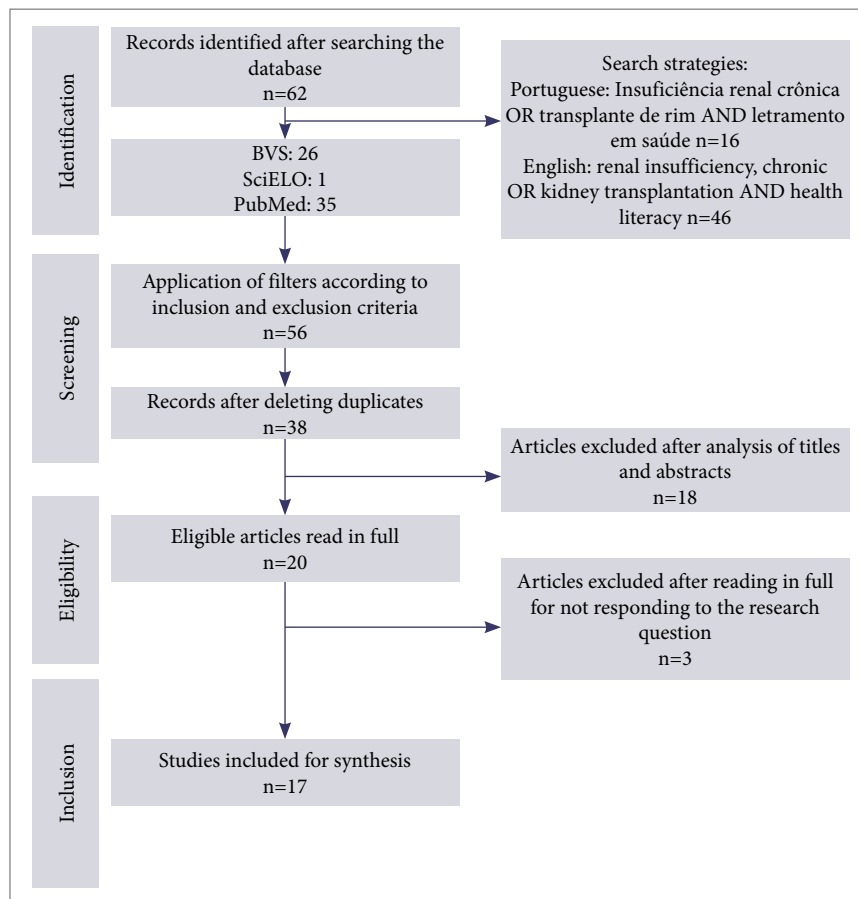 Identification
Records identified after searching the
database
n=62
Search strategies:
Portuguese: Insuficiência renal crônica
OR transplante de rim AND letramento
em saúde n=16
English: renal insufficiency, chronic
OR kidney transplantation AND health
literacy n=46
BVS: 26
SciELO: 1
PubMed: 35
Screening
Application of filters according to
inclusion and exclusion criteria
n=56
Records after deleting duplicates
n=38
Articles excluded after analysis of titles
and abstracts
n=18
Eligibility
Eligible articles read in full
n=20
Articles excluded after reading in full
for not responding to the research
question
n=3
Inclusion
Studies included for synthesis
n=17